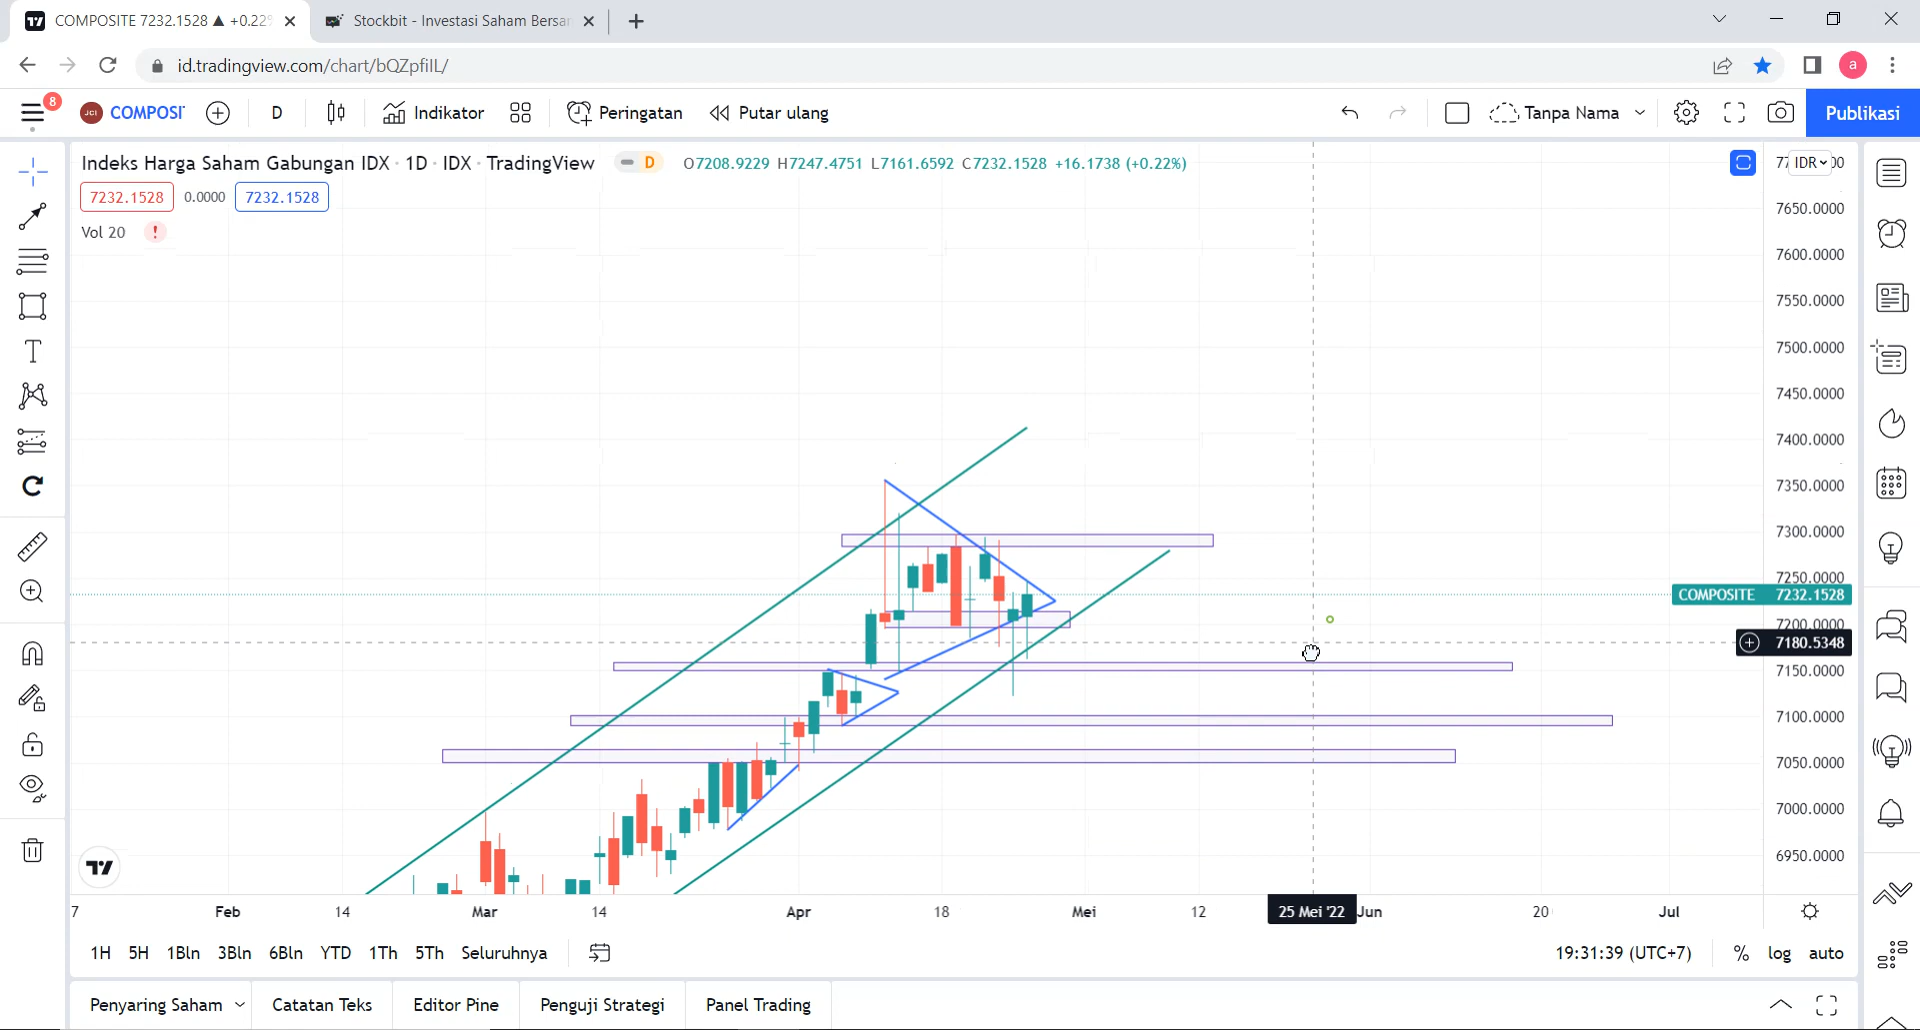 COMPOSITE 7232.1528 ▲ +0.22%
Stockbit - Investasi Saham Bersan
id.tradingview.com/chart/bQZpfiIL/
a
8
JCI
COMPOSI
D
Indikator
Peringatan
Putar ulang
Tanpa Nama
Publikasi
Indeks Harga Saham Gabungan IDX · 1D · IDX · TradingView
D
O7208.9229 H7247.4751 L7161.6592 C7232.1528 +16.1738 (+0.22%)
7232.1528
0.0000
7232.1528
Vol 20
!
IDR
7650.0000
7600.0000
7550.0000
7500.0000
7450.0000
7400.0000
7350.0000
7300.0000
7250.0000
COMPOSITE 7232.1528
7200.0000
7180.5348
7150.0000
7100.0000
7050.0000
7000.0000
6950.0000
7
Feb
14
Mar
14
Apr
18
Mei
12
25 Mei '22
Jun
20
Jul
1H 5H 1Bln 3Bln 6Bln YTD 1Th 5Th Seluruhnya
19:31:39 (UTC+7)
% log auto
Penyaring Saham
Catatan Teks
Editor Pine
Penguji Strategi
Panel Trading